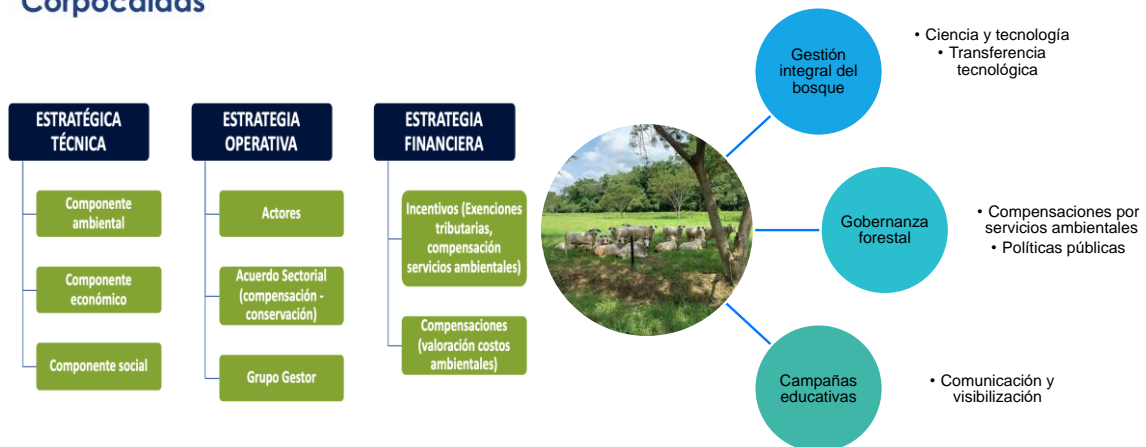 Corpocaldas
ESTRATÉGICA
TÉCNICA
Componente
ambiental
Componente
económico
Componente social
ESTRATEGIA
OPERATIVA
Actores
Acuerdo Sectorial
(compensación -
conservación)
Grupo Gestor
ESTRATEGIA
FINANCIERA
Incentivos (Exenciones
tributarias,
compensación
servicios ambientales)
Compensaciones
(valoración costos
ambientales)
Gestión
integral del
bosque
• Ciencia y tecnología
• Transferencia
tecnológica
Gobernanza
forestal
• Compensaciones por
servicios ambientales
• Políticas públicas
Campañas
educativas
• Comunicación y
visibilización